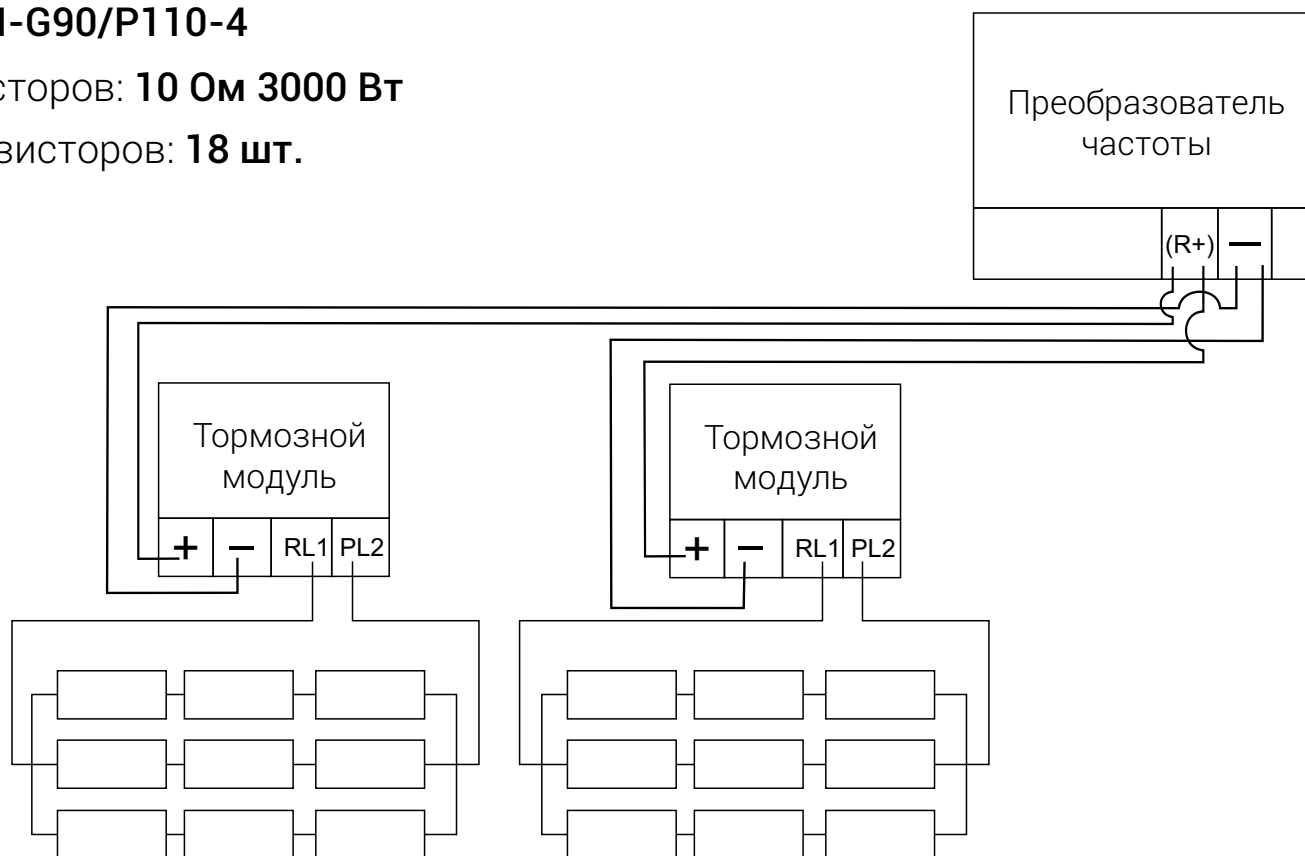 -G90/P110-4
сторов: 10 Ом 3000 Вт
зисторов: 18 шт.
Преобразователь
частоты
(R+) —
Тормозной
модуль
+ — RL1 PL2
Тормозной
модуль
+ — RL1 PL2